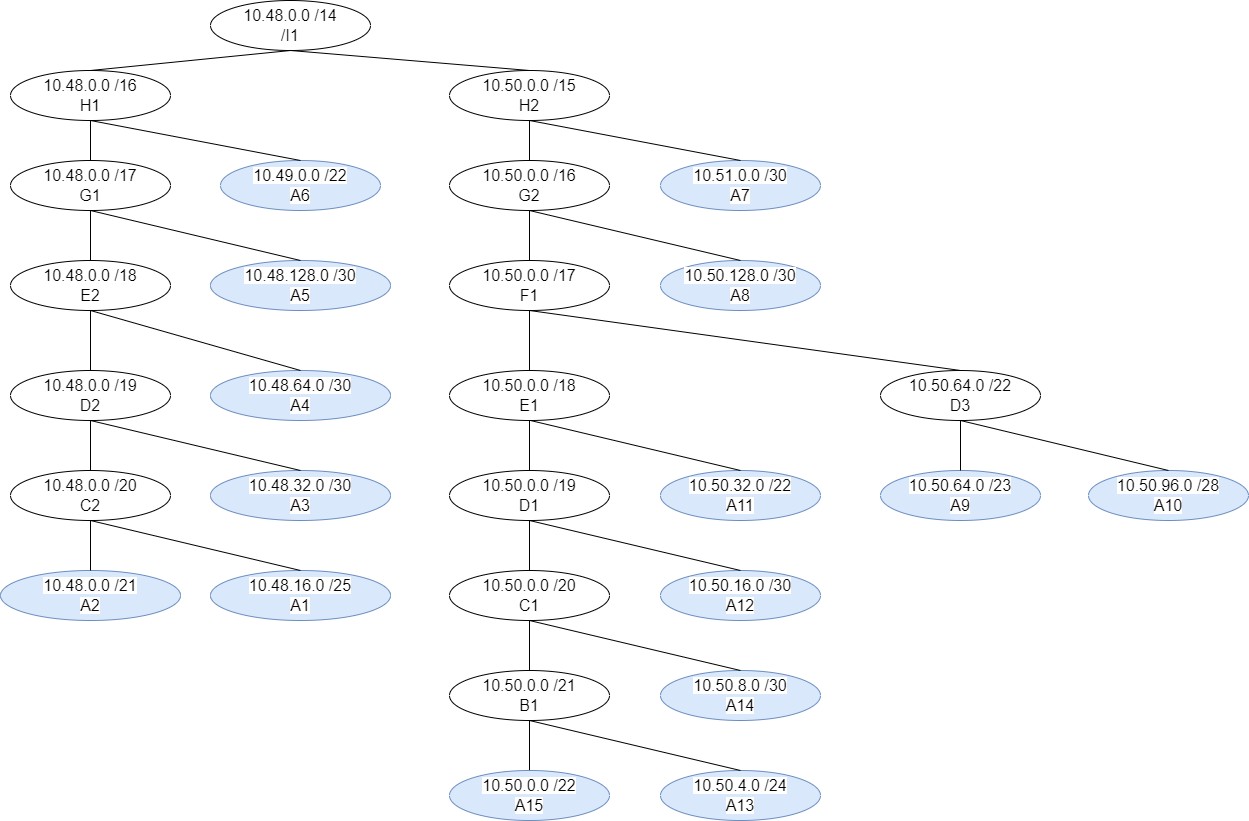 10.48.0.0 /14
/I1
10.48.0.0 /16
H1
10.50.0.0 /15
H2
10.48.0.0 /17
G1
10.49.0.0 /22
A6
10.50.0.0 /16
G2
10.51.0.0 /30
A7
10.48.0.0 /18
E2
10.48.128.0 /30
A5
10.50.0.0 /17
F1
10.50.128.0 /30
A8
10.48.0.0 /19
D2
10.48.64.0 /30
A4
10.50.0.0 /18
E1
10.50.64.0 /22
D3
10.48.0.0 /20
C2
10.48.32.0 /30
A3
10.50.0.0 /19
D1
10.50.32.0 /22
A11
10.50.64.0 /23
A9
10.50.96.0 /28
A10
10.48.0.0 /21
A2
10.48.16.0 /25
A1
10.50.0.0 /20
C1
10.50.16.0 /30
A12
10.50.0.0 /21
B1
10.50.8.0 /30
A14
10.50.0.0 /22
A15
10.50.4.0 /24
A13